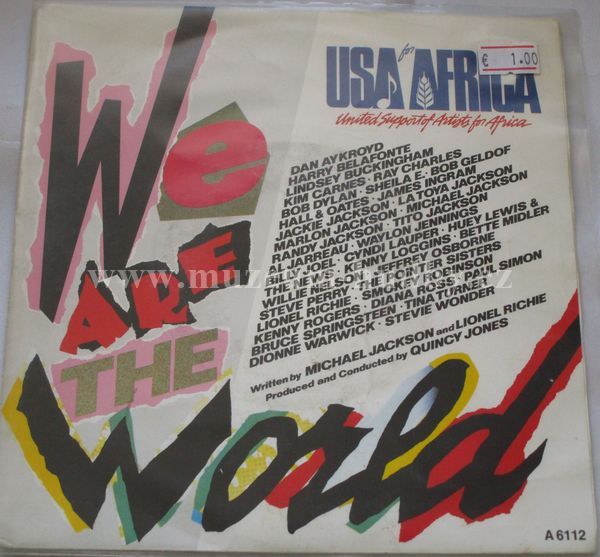 We
ARE
THE
World
USA for AFRICA
United Support of Artists for Africa
€ 1.00
DAN AYKROYD
HARRY BELAFONTE
LINDSEY BUCKINGHAM
KIM CARNES · RAY CHARLES
BOB DYLAN · SHEILA E. · BOB GELDOF
HALL & OATES · JAMES INGRAM
JACKIE JACKSON · LA TOYA JACKSON
MARLON JACKSON · MICHAEL JACKSON
RANDY JACKSON · TITO JACKSON
AL JARREAU · WAYLON JENNINGS
BILLY JOEL · CYNDI LAUPER · HUEY LEWIS &
THE NEWS · KENNY LOGGINS · BETTE MIDLER
WILLIE NELSON · JEFFREY OSBORNE
STEVE PERRY · THE POINTER SISTERS
LIONEL RICHIE · SMOKEY ROBINSON
KENNY ROGERS · DIANA ROSS · PAUL SIMON
BRUCE SPRINGSTEEN · TINA TURNER
DIONNE WARWICK · STEVIE WONDER
Written by MICHAEL JACKSON and LIONEL RICHIE
Produced and Conducted by QUINCY JONES
A 6112